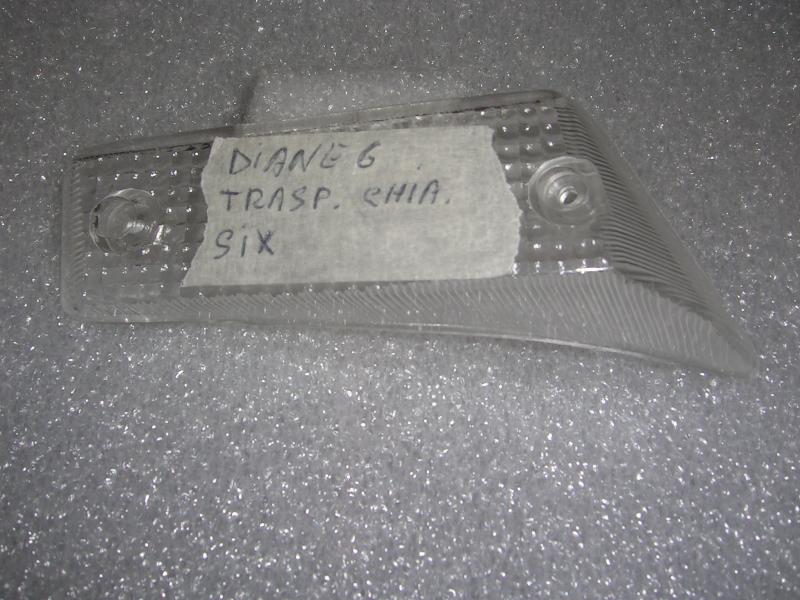 DiANE 6
TRASP. CHIA.
SiX